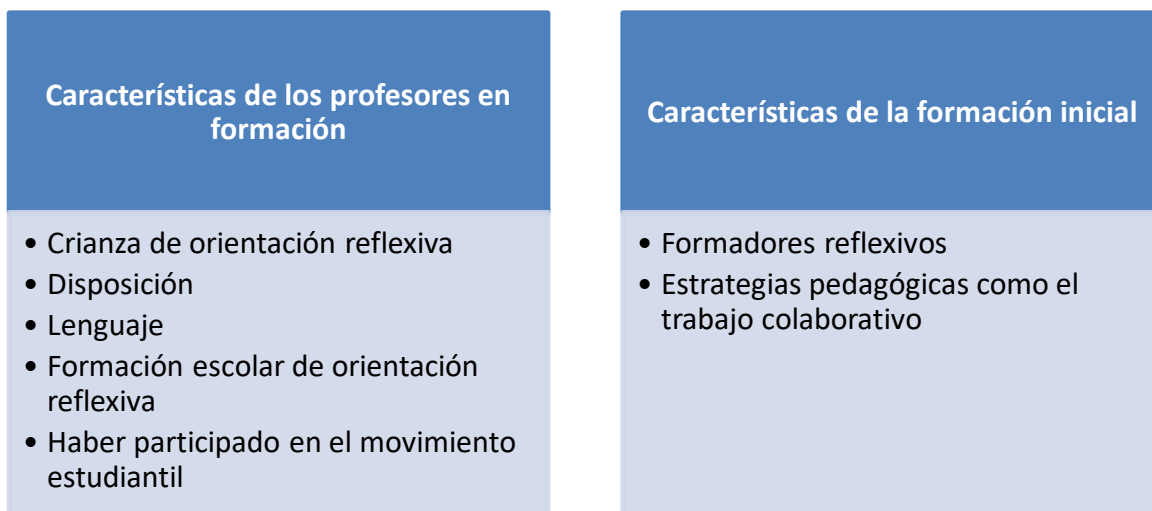 Características de los profesores en
formación
• Crianza de orientación reflexiva
• Disposición
• Lenguaje
• Formación escolar de orientación
reflexiva
• Haber participado en el movimiento
estudiantil
Características de la formación inicial
• Formadores reflexivos
• Estrategias pedagógicas como el
trabajo colaborativo